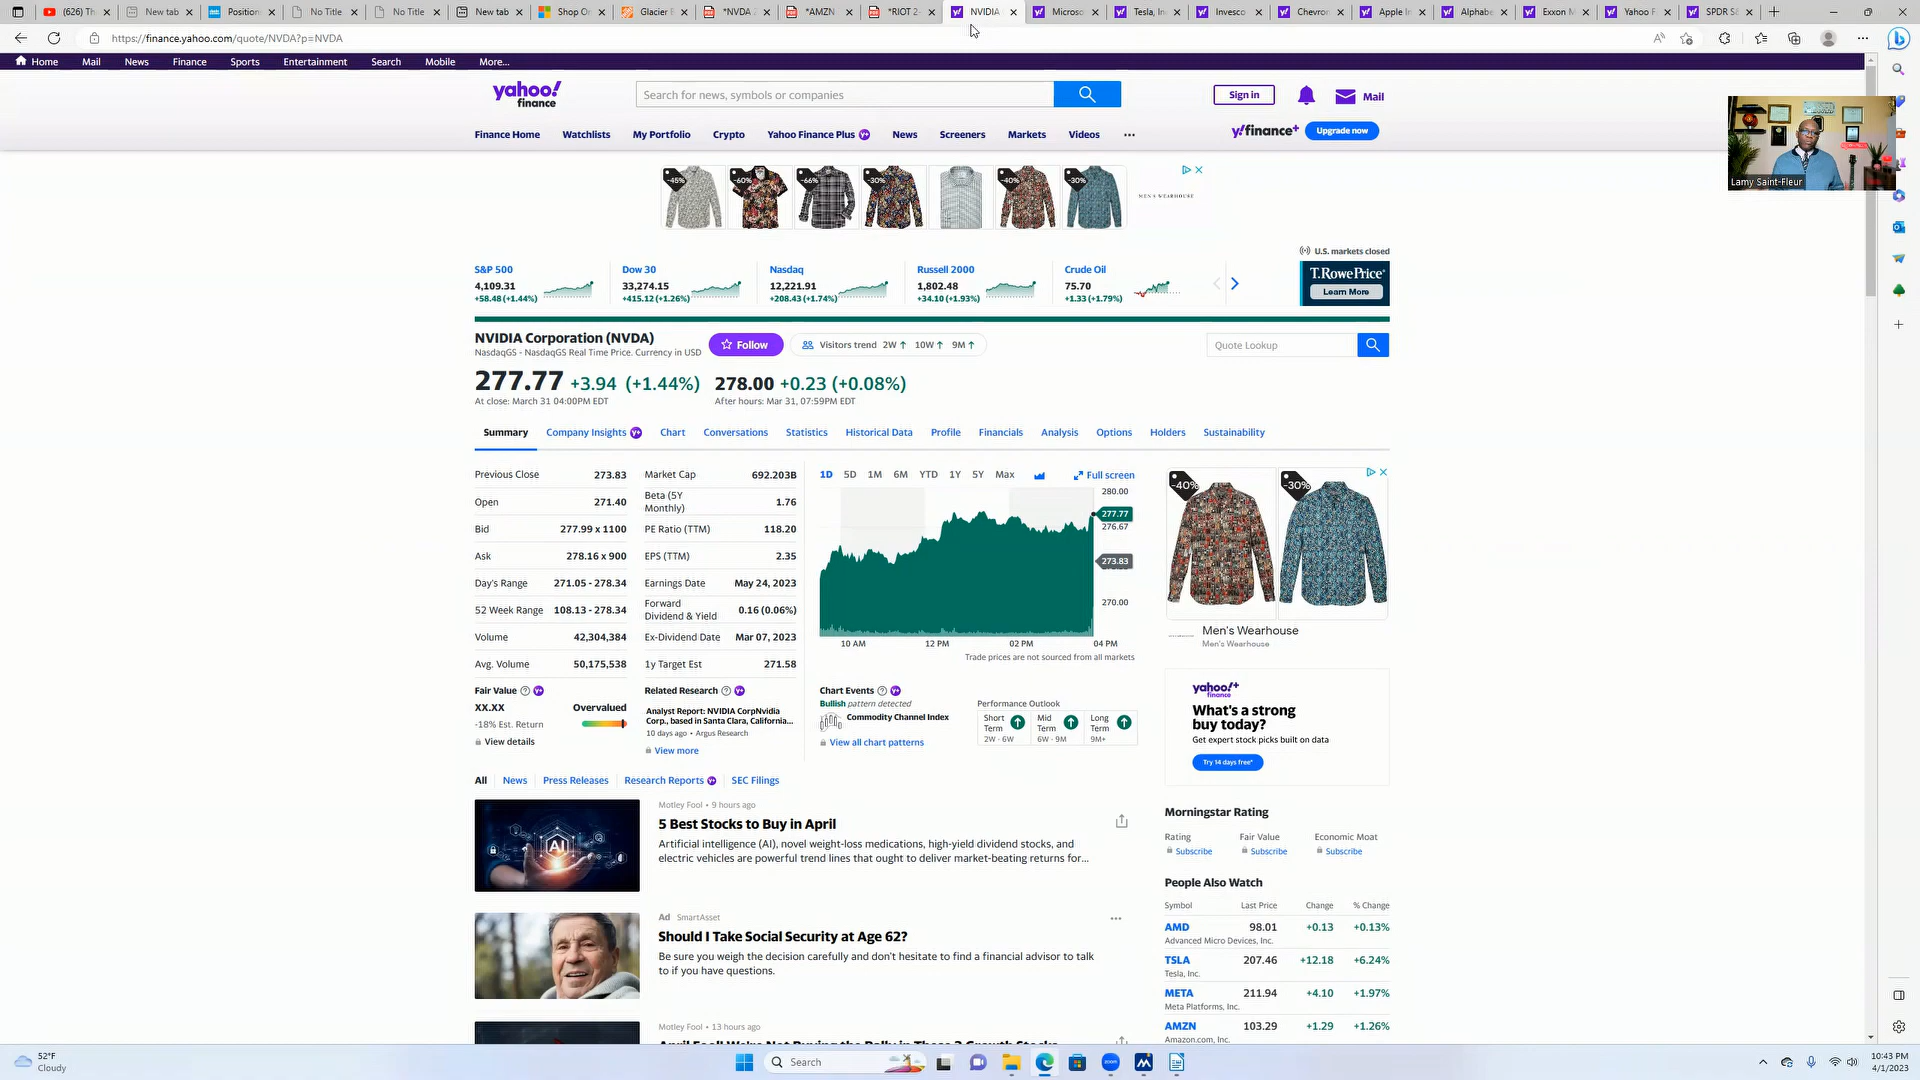 (626) Th
New tab
Position
No Title
No Title
New tab
Shop On
Glacier E
*NVDA
*AMZN
*RIOT 2-
NVIDIA
Microso
Tesla, In
Invesco
Chevron
Apple In
Alphabe
Exxon M
Yahoo F
SPDR S&
https://finance.yahoo.com/quote/NVDA?p=NVDA
Home Mail News Finance Sports Entertainment Search Mobile More...
yahoo!
finance
Search for news, symbols or companies
Sign in
Mail
Finance Home Watchlists My Portfolio Crypto Yahoo Finance Plus News Screeners Markets Videos ...
y!finance+ Upgrade now
Lamy Saint-Fleur
-45% -60% -66% -30% -40% -30%
MEN'S WEARHOUSE
U.S. markets closed
S&P 500
4,109.31
+58.48 (+1.44%)
Dow 30
33,274.15
+415.12 (+1.26%)
Nasdaq
12,221.91
+208.43 (+1.74%)
Russell 2000
1,802.48
+34.10 (+1.93%)
Crude Oil
75.70
+1.33 (+1.79%)
T.RowePrice
Learn More
NVIDIA Corporation (NVDA)
NasdaqGS - NasdaqGS Real Time Price. Currency in USD
Follow
Visitors trend 2W ↑ 10W ↑ 9M ↑
Quote Lookup
277.77 +3.94 (+1.44%)
At close: March 31 04:00PM EDT
278.00 +0.23 (+0.08%)
After hours: Mar 31, 07:59PM EDT
Summary Company Insights Chart Conversations Statistics Historical Data Profile Financials Analysis Options Holders Sustainability
Previous Close 273.83
Open 271.40
Bid 277.99 x 1100
Ask 278.16 x 900
Day's Range 271.05 - 278.34
52 Week Range 108.13 - 278.34
Volume 42,304,384
Avg. Volume 50,175,538
Market Cap 692.203B
Beta (5Y
Monthly) 1.76
PE Ratio (TTM) 118.20
EPS (TTM) 2.35
Earnings Date May 24, 2023
Forward
Dividend & Yield 0.16 (0.06%)
Ex-Dividend Date Mar 07, 2023
1y Target Est 271.58
1D 5D 1M 6M YTD 1Y 5Y Max
Full screen
280.00
277.77
276.67
273.83
270.00
10 AM 12 PM 02 PM 04 PM
Trade prices are not sourced from all markets
Fair Value
XX.XX Overvalued
-18% Est. Return
View details
Related Research
Analyst Report: NVIDIA CorpNvidia
Corp., based in Santa Clara, California...
10 days ago • Argus Research
View more
Chart Events
Bullish pattern detected
Commodity Channel Index
View all chart patterns
Performance Outlook
Short
Term
2W - 6W
Mid
Term
6W - 9M
Long
Term
9M+
-40% -30%
Men's Wearhouse
Men's Wearhouse
yahoo!+
finance
What's a strong
buy today?
Get expert stock picks built on data
Try 14 days free*
All News Press Releases Research Reports SEC Filings
AI
Motley Fool • 9 hours ago
5 Best Stocks to Buy in April
Artificial intelligence (AI), novel weight-loss medications, high-yield dividend stocks, and
electric vehicles are powerful trend lines that ought to deliver market-beating returns for...
Ad SmartAsset
Should I Take Social Security at Age 62?
Be sure you weigh the decision carefully and don't hesitate to find a financial advisor to talk
to if you have questions.
Motley Fool • 13 hours ago
April Fool! We're Not Buying the Rally in These 3 Growth Stocks
Morningstar Rating
Rating Fair Value Economic Moat
Subscribe Subscribe Subscribe
People Also Watch
Symbol Last Price Change % Change
AMD 98.01 +0.13 +0.13%
Advanced Micro Devices, Inc.
TSLA 207.46 +12.18 +6.24%
Tesla, Inc.
META 211.94 +4.10 +1.97%
Meta Platforms, Inc.
AMZN 103.29 +1.29 +1.26%
Amazon.com, Inc.
52°F
Cloudy
Search
10:43 PM
4/1/2023